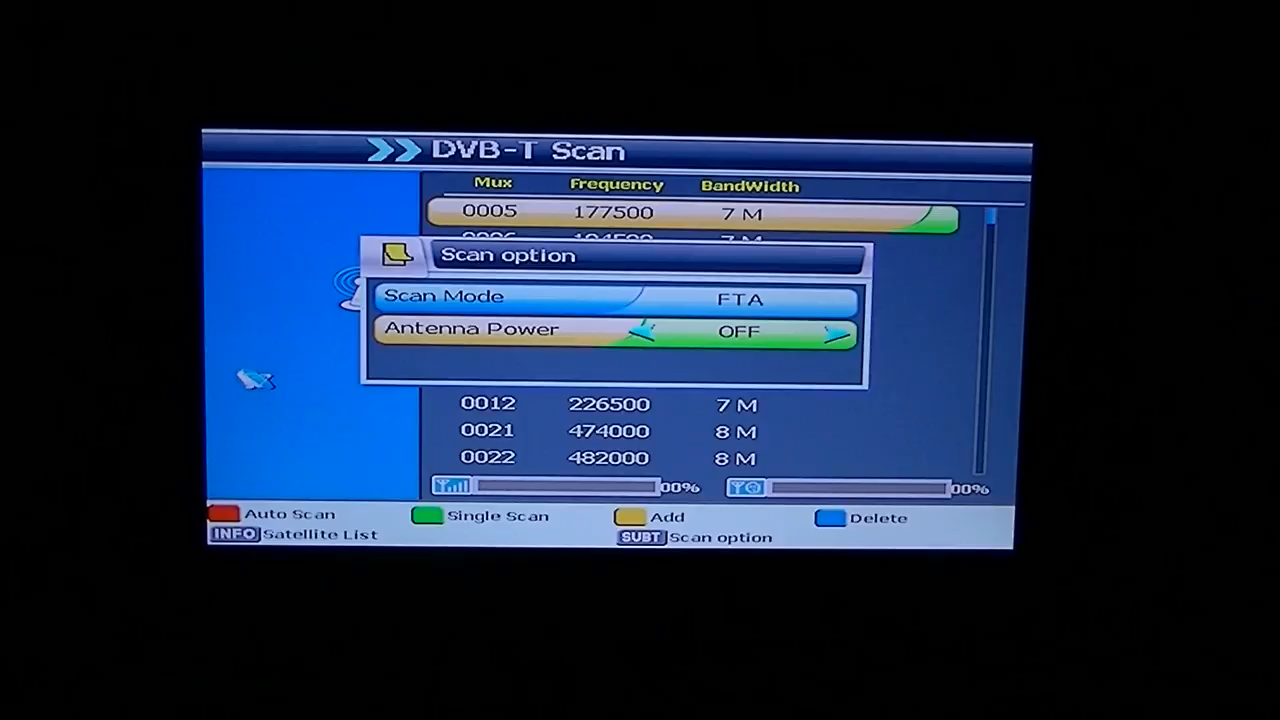 DVB-T Scan
Mux Frequency BandWidth
0005 177500 7 M
Scan option
Scan Mode FTA
Antenna Power OFF
0012 226500 7 M
0021 474000 8 M
0022 482000 8 M
00% 00%
Auto Scan Single Scan Add Delete
INFO Satellite List SUBT Scan option